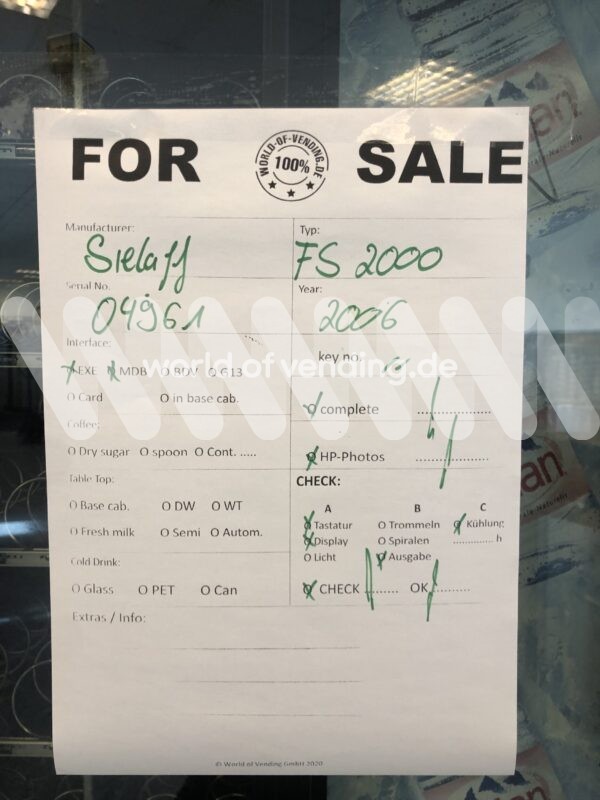 FOR SALE
WORLD-OF-VENDING.DE
100%
Manufacturer:
Sielaff
Typ:
FS 2000
Serial No.
04961
Year:
2006
Interface:
EXE MDB O BDV O G13
O Card O in base cab.
key no.
world of vending.de
complete
HP-Photos
Coffee:
O Dry sugar O spoon O Cont. .....
Table Top:
O Base cab. O DW O WT
O Fresh milk O Semi O Autom.
Cold Drink:
O Glass O PET O Can
CHECK:
A B C
Tastatur O Trommeln Kühlung
Display O Spiralen .............. h
O Licht Ausgabe
CHECK ......... OK ..........
Extras / Info:
© World of Vending GmbH 2020